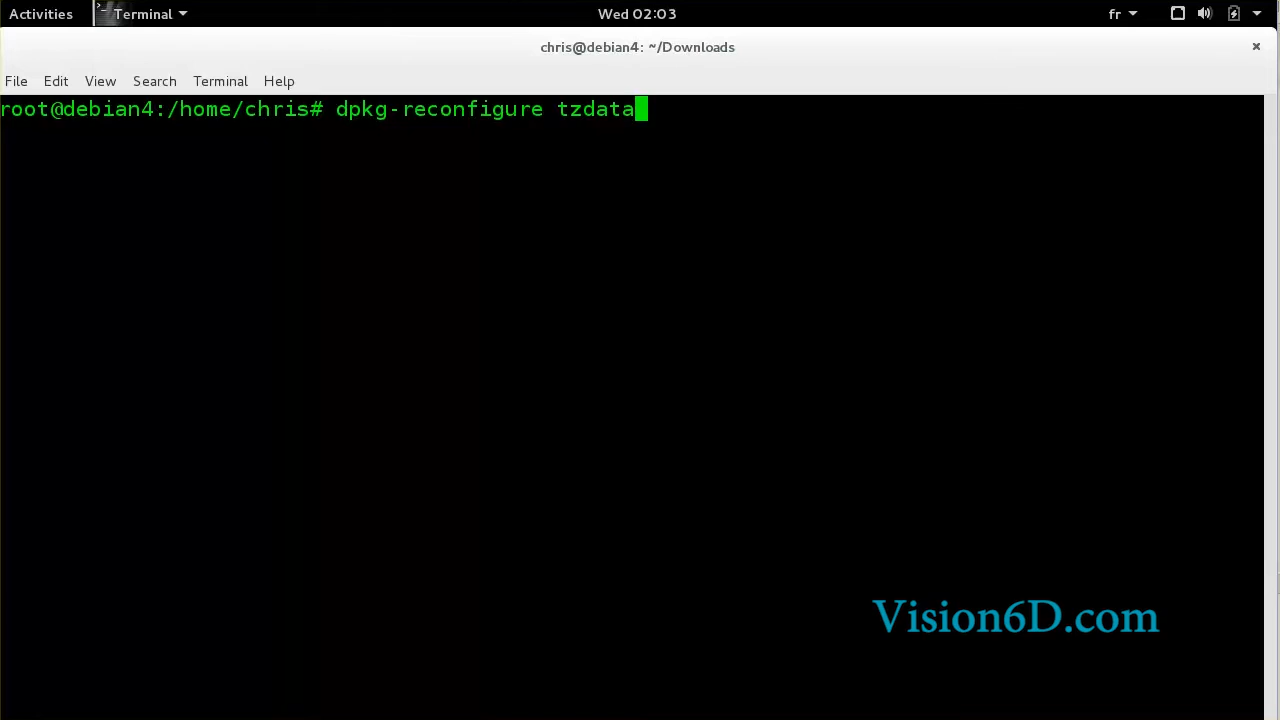 Activities Terminal Wed 02:03 fr
chris@debian4: ~/Downloads ×
File Edit View Search Terminal Help
root@debian4:/home/chris# dpkg-reconfigure tzdata
Vision6D.com